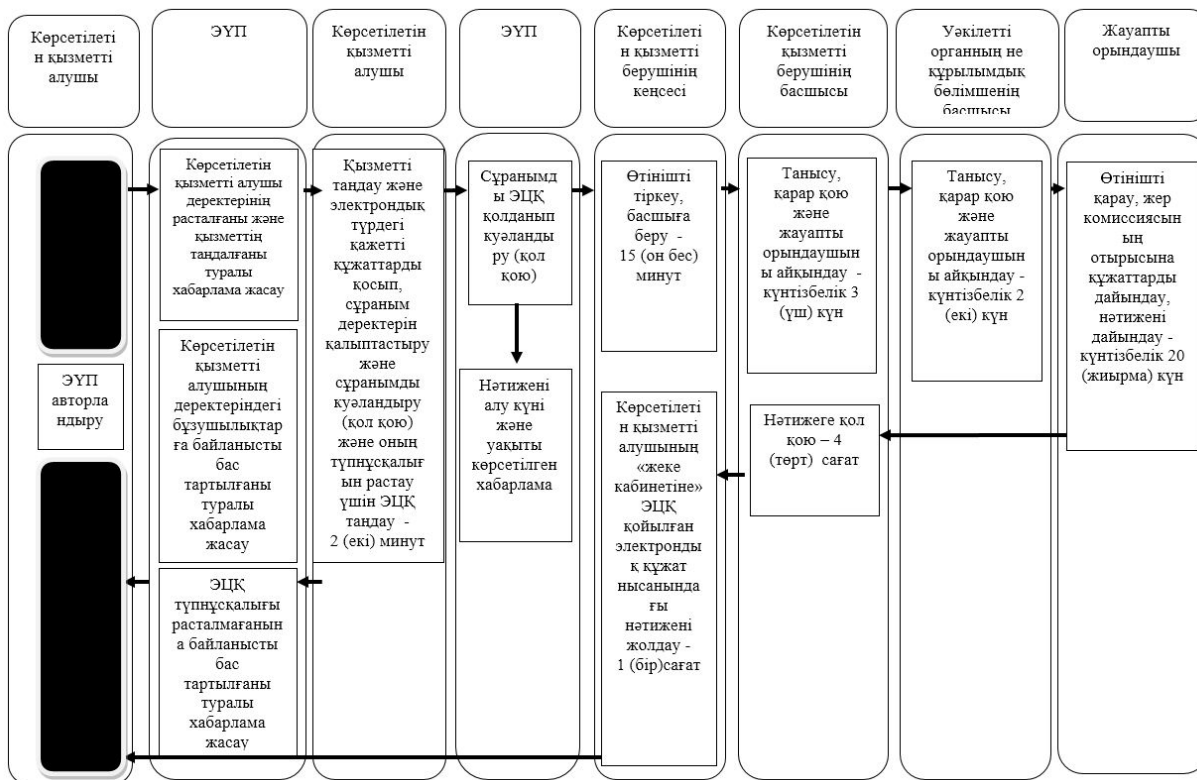 Көрсетілеті
н қызметті
алушы
ЭҮП
Көрсетілетін
қызметті
алушы
ЭҮП
Көрсетілеті
н қызметті
берушінің
кеңсесі
Көрсетілетін
қызметті
берушінің
басшысы
Уәкілетті
органның не
құрылымдық
бөлімшенің
басшысы
Жауапты
орындаушы
ЭҮП
авторла
ндыру
Көрсетілетін
қызметті алушы
деректерінің
расталғаны және
қызметтің
таңдалғаны
туралы
хабарлама жасау
Көрсетілетін
қызметті
алушының
деректеріндегі
бұзушылықтар
ға байланысты
бас
тартылғаны
туралы
хабарлама
жасау
ЭЦҚ
түпнұсқалығы
расталмағанын
а байланысты
бас
тартылғаны
туралы
хабарлама
жасау
Қызметті
таңдау және
электрондық
түрдегі
қажетті
құжаттарды
қосып,
сұраным
деректерін
қалыптастыру
және
сұранымды
куәландыру
(қол қою)
және оның
түпнұсқалығ
ын растау
үшін ЭЦҚ
таңдау -
2 (екі) минут
Сұранымд
ы ЭЦҚ
қолданып
куәланды
ру (қол
қою)
Нәтижені
алу күні
және
уақыты
көрсетілген
хабарлама
Өтінішті
тіркеу,
басшыға
беру -
15 (он бес)
минут
Көрсетілеті
н қызметті
алушының
«жеке
кабинетіне»
ЭЦҚ
қойылған
электронды
қ құжат
нысанында
ғы
нәтижені
жолдау -
1 (бір)сағат
Танысу,
қарар қою
және
жауапты
орындаушын
ы айқындау -
күнтізбелік 3
(үш) күн
Нәтижеге қол
қою – 4
(төрт) сағат
Танысу,
қарар қою
және
жауапты
орындаушын
ы айқындау -
күнтізбелік 2
(екі) күн
Өтінішті
қарау, жер
комиссиясын
ың
отырысына
құжаттарды
дайындау,
нәтижені
дайындау -
күнтізбелік 20
(жиырма) күн